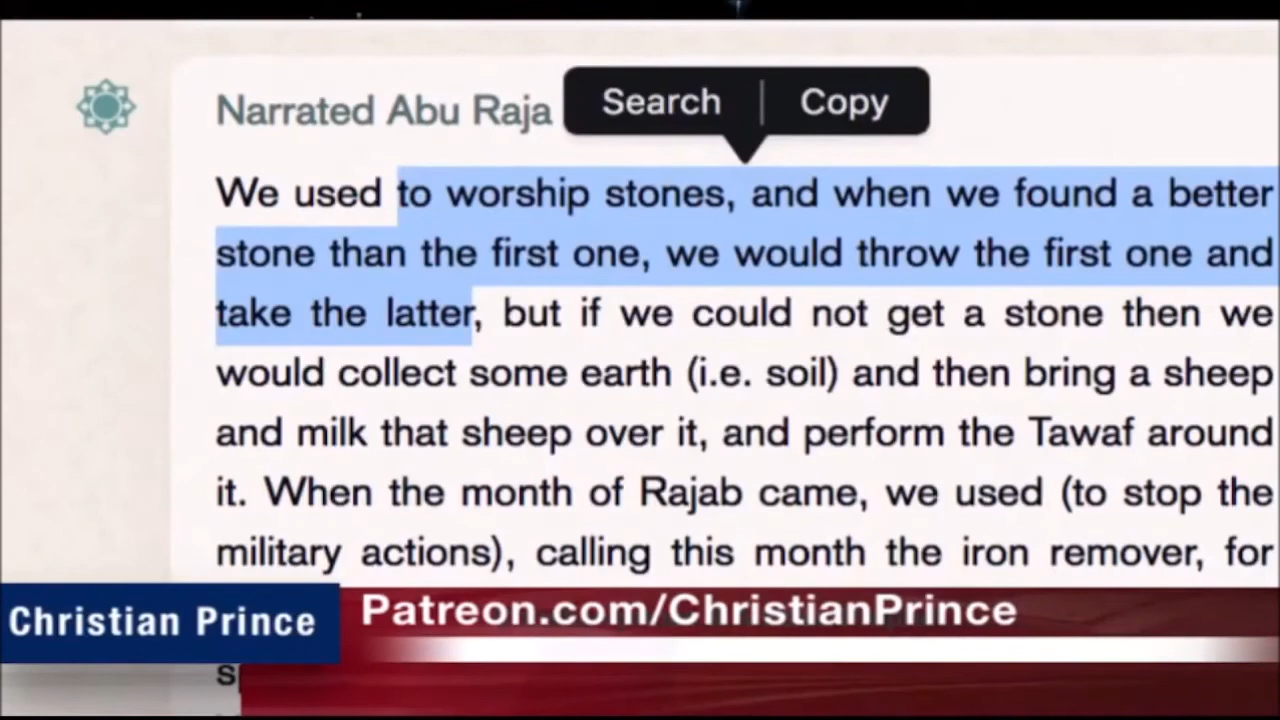 Narrated Abu Raja
Search | Copy
We used to worship stones, and when we found a better
stone than the first one, we would throw the first one and
take the latter, but if we could not get a stone then we
would collect some earth (i.e. soil) and then bring a sheep
and milk that sheep over it, and perform the Tawaf around
it. When the month of Rajab came, we used (to stop the
military actions), calling this month the iron remover, for
Christian Prince
Patreon.com/ChristianPrince